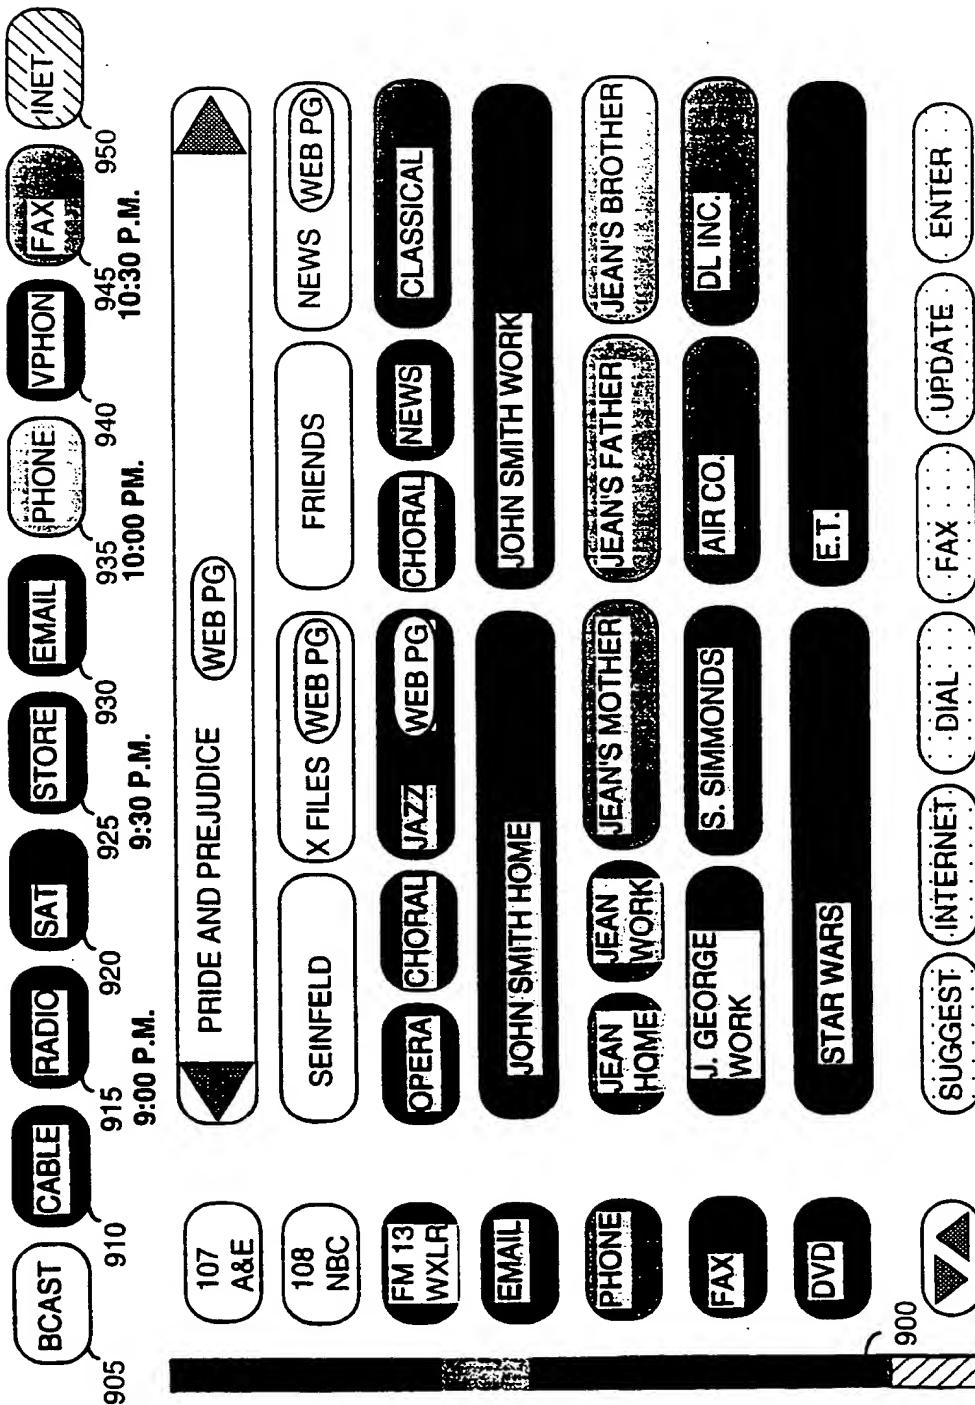 BCAST CABLE RADIO SAT STORE EMAIL PHONE VPHON FAX INET
905 910 915 920 925 930 935 940 945 950
9:00 P.M. 9:30 P.M. 10:00 PM. 10:30 P.M.
107 A&E PRIDE AND PREJUDICE WEB PG
108 NBC SEINFELD X FILES WEB PG FRIENDS NEWS WEB PG
FM 13 WXLR OPERA CHORAL JAZZ WEB PG CHORAL NEWS CLASSICAL
EMAIL JOHN SMITH HOME JOHN SMITH WORK
PHONE JEAN HOME JEAN WORK JEAN'S MOTHER JEAN'S FATHER JEAN'S BROTHER
FAX J. GEORGE WORK S. SIMMONDS AIR CO. DL INC.
DVD STAR WARS E.T.
900
SUGGEST INTERNET DIAL FAX UPDATE ENTER